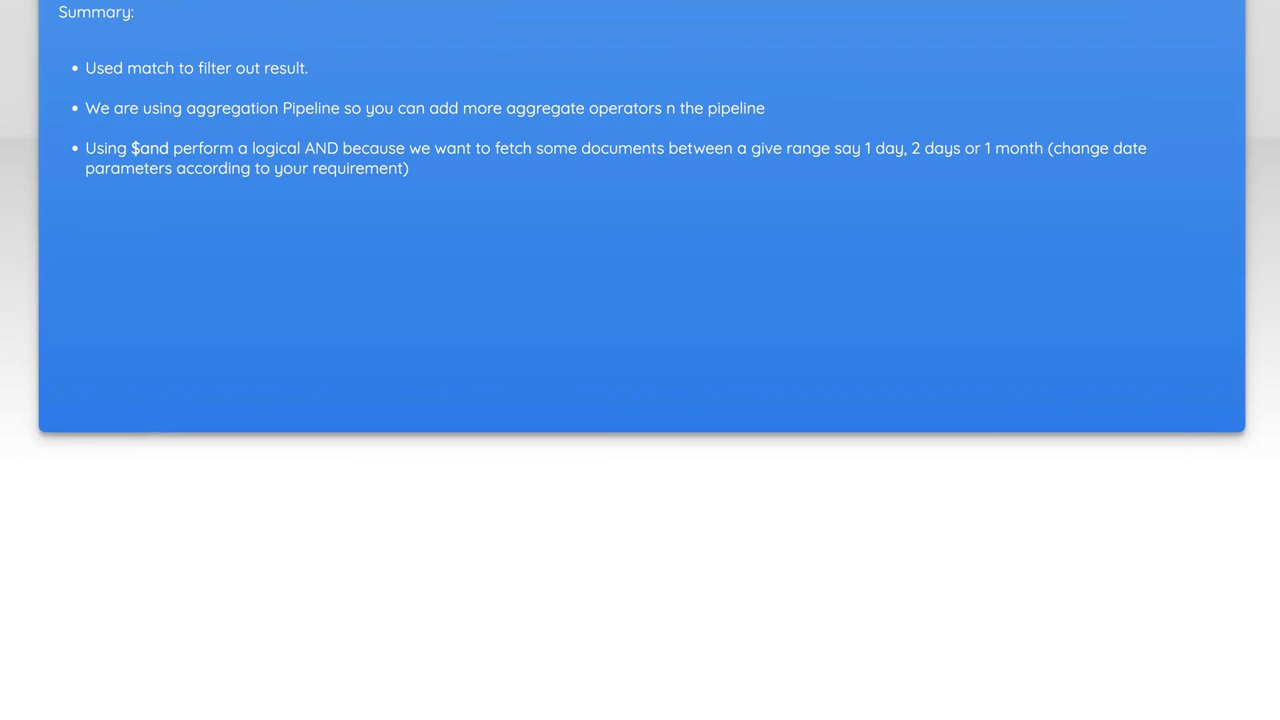 Summary:
• Used match to filter out result.
• We are using aggregation Pipeline so you can add more aggregate operators n the pipeline
• Using $and perform a logical AND because we want to fetch some documents between a give range say 1 day, 2 days or 1 month (change date
parameters according to your requirement)